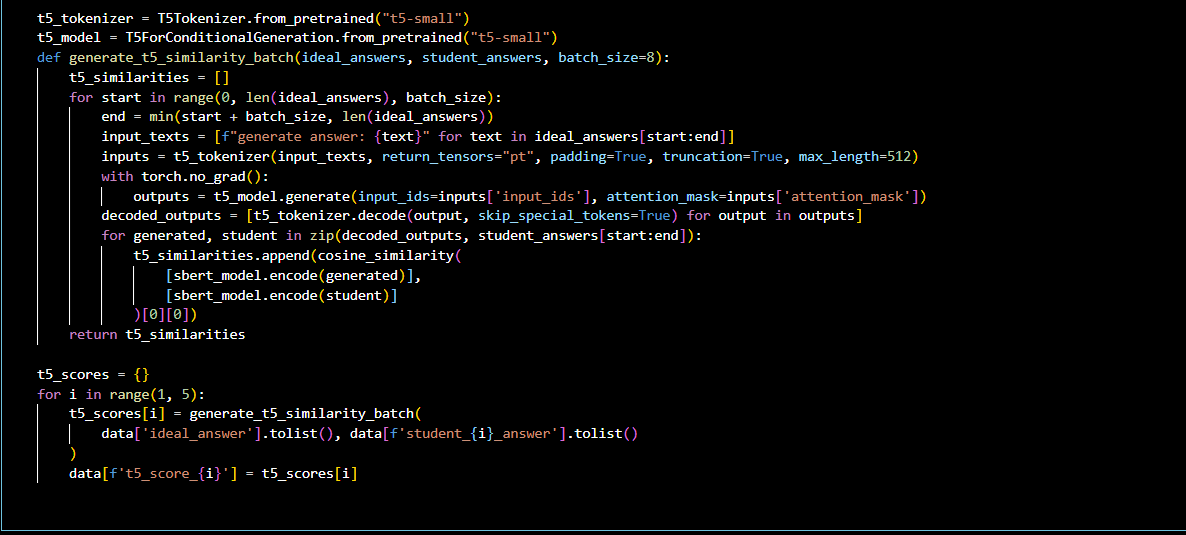 t5_tokenizer = T5Tokenizer.from_pretrained("t5-small")
t5_model = T5ForConditionalGeneration.from_pretrained("t5-small")
def generate_t5_similarity_batch(ideal_answers, student_answers, batch_size=8):
    t5_similarities = []
    for start in range(0, len(ideal_answers), batch_size):
        end = min(start + batch_size, len(ideal_answers))
        input_texts = [f"generate answer: {text}" for text in ideal_answers[start:end]]
        inputs = t5_tokenizer(input_texts, return_tensors="pt", padding=True, truncation=True, max_length=512)
        with torch.no_grad():
            outputs = t5_model.generate(input_ids=inputs['input_ids'], attention_mask=inputs['attention_mask'])
        decoded_outputs = [t5_tokenizer.decode(output, skip_special_tokens=True) for output in outputs]
        for generated, student in zip(decoded_outputs, student_answers[start:end]):
            t5_similarities.append(cosine_similarity(
                [sbert_model.encode(generated)],
                [sbert_model.encode(student)]
            )[0][0])
    return t5_similarities

t5_scores = {}
for i in range(1, 5):
    t5_scores[i] = generate_t5_similarity_batch(
        data['ideal_answer'].tolist(), data[f'student_{i}_answer'].tolist()
    )
    data[f't5_score_{i}'] = t5_scores[i]